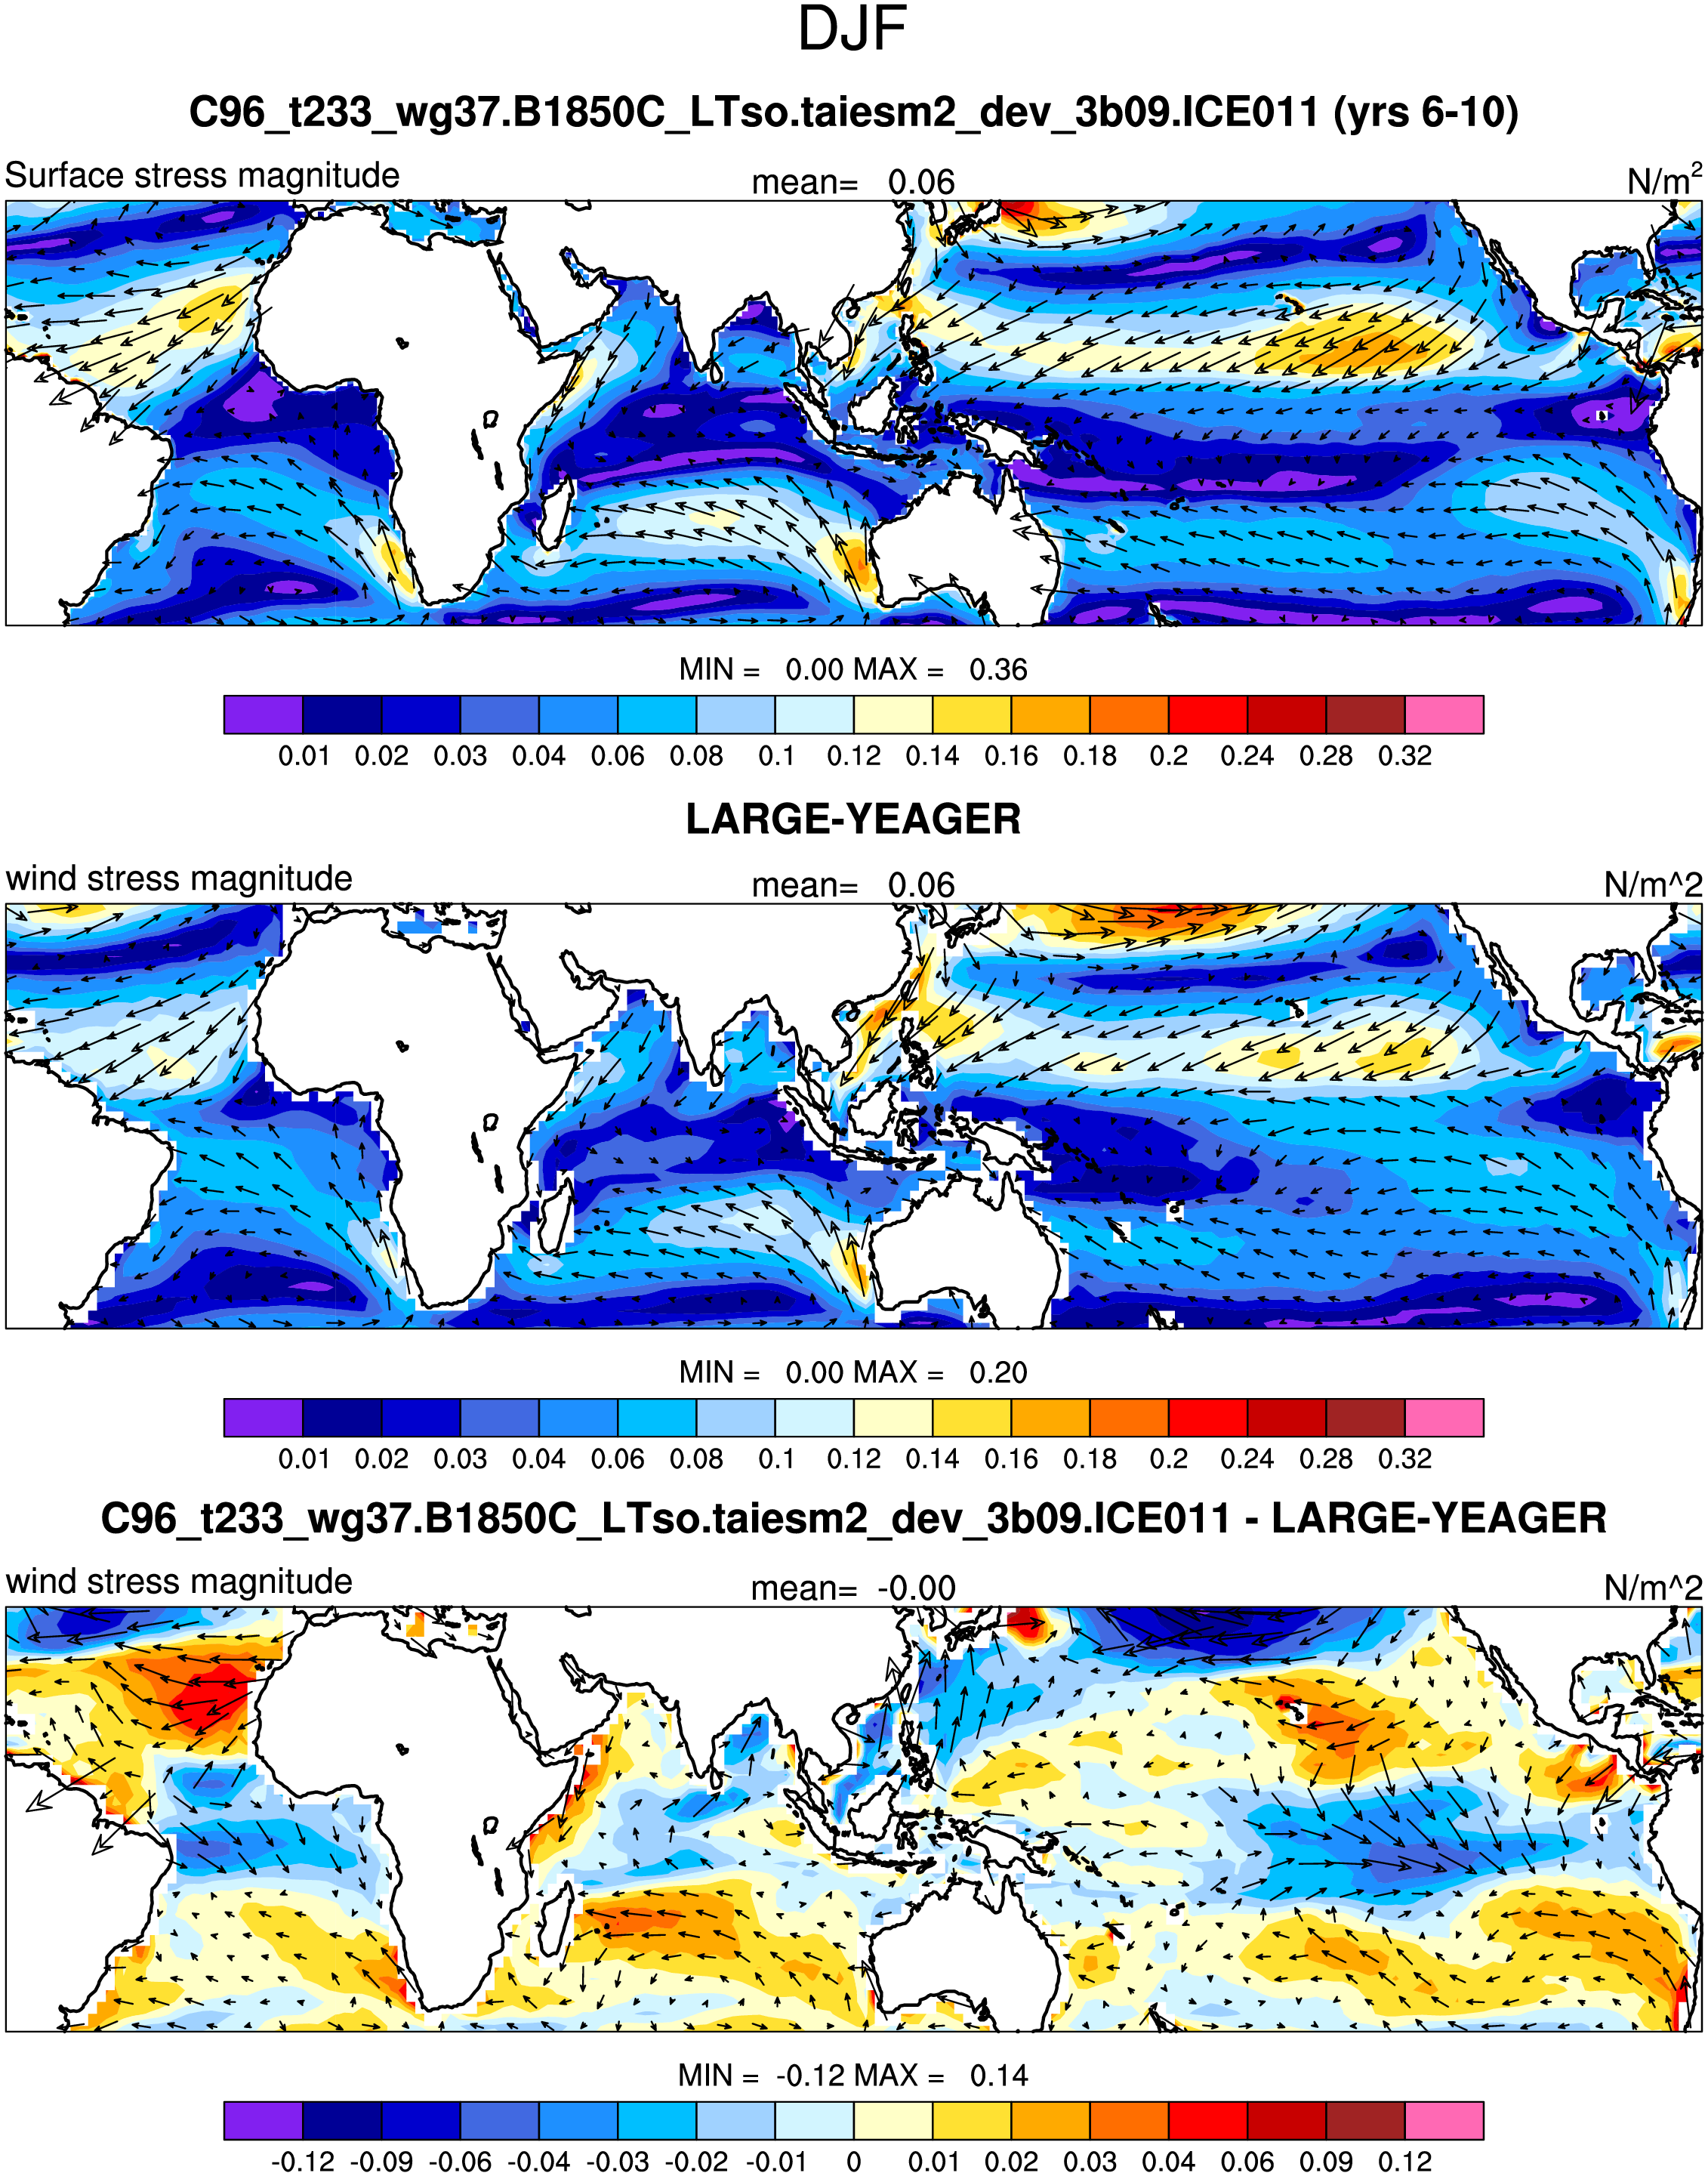 DJF
C96_t233_wg37.B1850C_LTso.taiesm2_dev_3b09.ICE011 (yrs 6-10)
Surface stress magnitude mean= 0.06 N/m²
MIN = 0.00 MAX = 0.36
0.01 0.02 0.03 0.04 0.06 0.08 0.1 0.12 0.14 0.16 0.18 0.2 0.24 0.28 0.32
LARGE-YEAGER
wind stress magnitude mean= 0.06 N/m^2
MIN = 0.00 MAX = 0.20
0.01 0.02 0.03 0.04 0.06 0.08 0.1 0.12 0.14 0.16 0.18 0.2 0.24 0.28 0.32
C96_t233_wg37.B1850C_LTso.taiesm2_dev_3b09.ICE011 - LARGE-YEAGER
wind stress magnitude mean= -0.00 N/m^2
MIN = -0.12 MAX = 0.14
-0.12 -0.09 -0.06 -0.04 -0.03 -0.02 -0.01 0 0.01 0.02 0.03 0.04 0.06 0.09 0.12